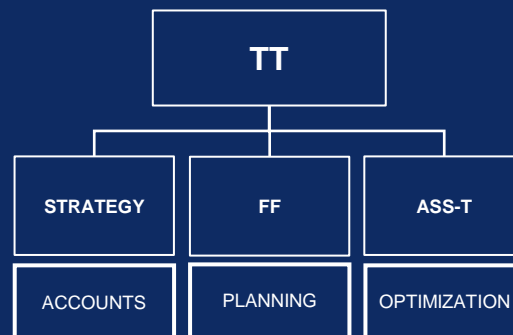 TT
STRATEGY
FF
ASS-T
ACCOUNTS
PLANNING
OPTIMIZATION